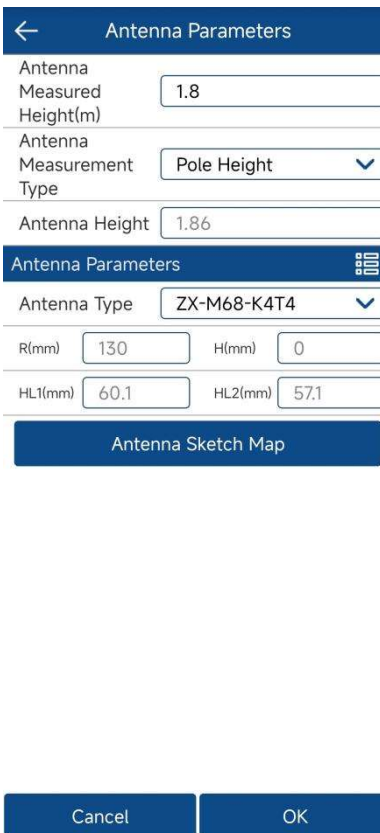 Antenna Parameters
Antenna
Measured
Height(m)
1.8
Antenna
Measurement
Type
Pole Height
Antenna Height 1.86
Antenna Parameters
Antenna Type ZX-M68-K4T4
R(mm) 130 H(mm) 0
HL1(mm) 60.1 HL2(mm) 57.1
Antenna Sketch Map
Cancel OK